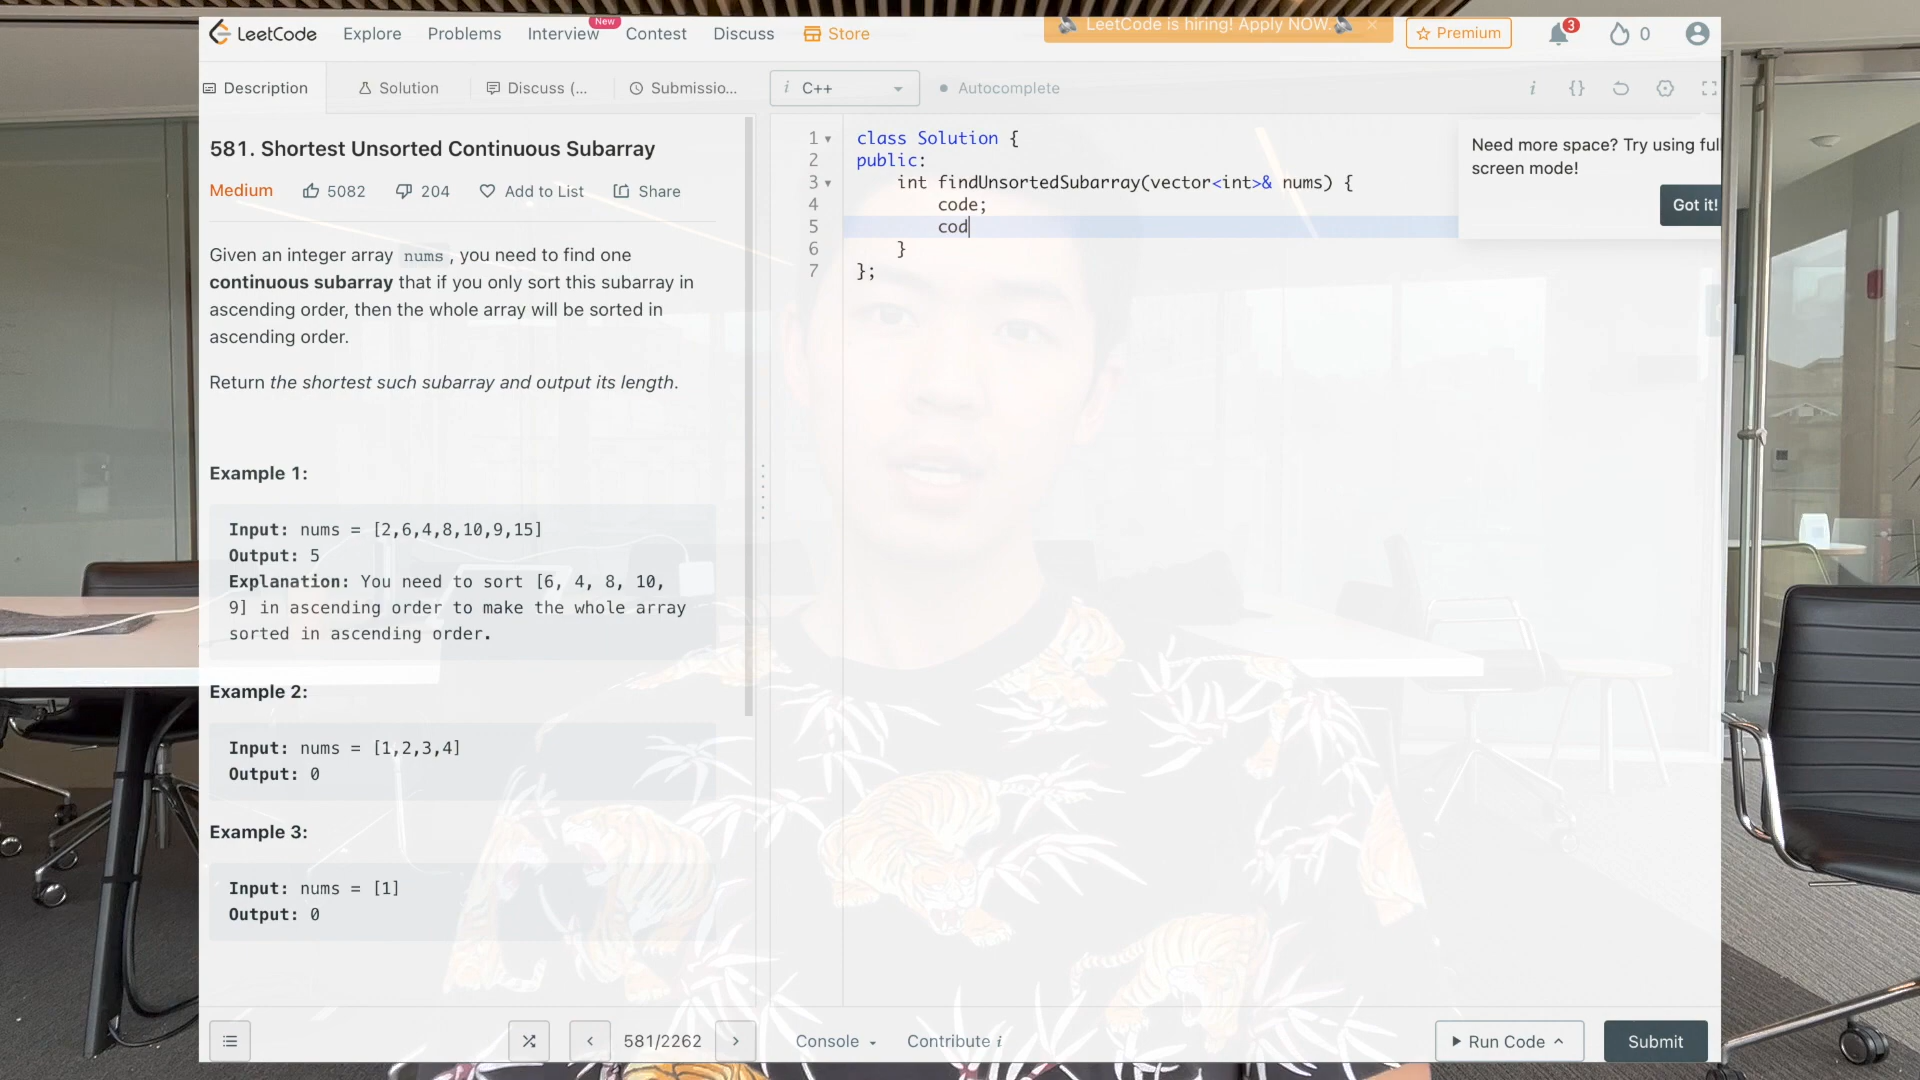 LeetCode Explore Problems Interview New Contest Discuss Store LeetCode is hiring! Apply NOW. × Premium 3 0
Description Solution Discuss (... Submissio... i C++ Autocomplete i {}
581. Shortest Unsorted Continuous Subarray
Medium 5082 204 Add to List Share
Given an integer array nums , you need to find one
continuous subarray that if you only sort this subarray in
ascending order, then the whole array will be sorted in
ascending order.
Return the shortest such subarray and output its length.
Example 1:
Input: nums = [2,6,4,8,10,9,15]
Output: 5
Explanation: You need to sort [6, 4, 8, 10,
9] in ascending order to make the whole array
sorted in ascending order.
Example 2:
Input: nums = [1,2,3,4]
Output: 0
Example 3:
Input: nums = [1]
Output: 0
1 class Solution {
2 public:
3 int findUnsortedSubarray(vector<int>& nums) {
4 code;
5 cod
6 }
7 };
Need more space? Try using ful
screen mode!
Got it!
581/2262 Console Contribute i Run Code Submit